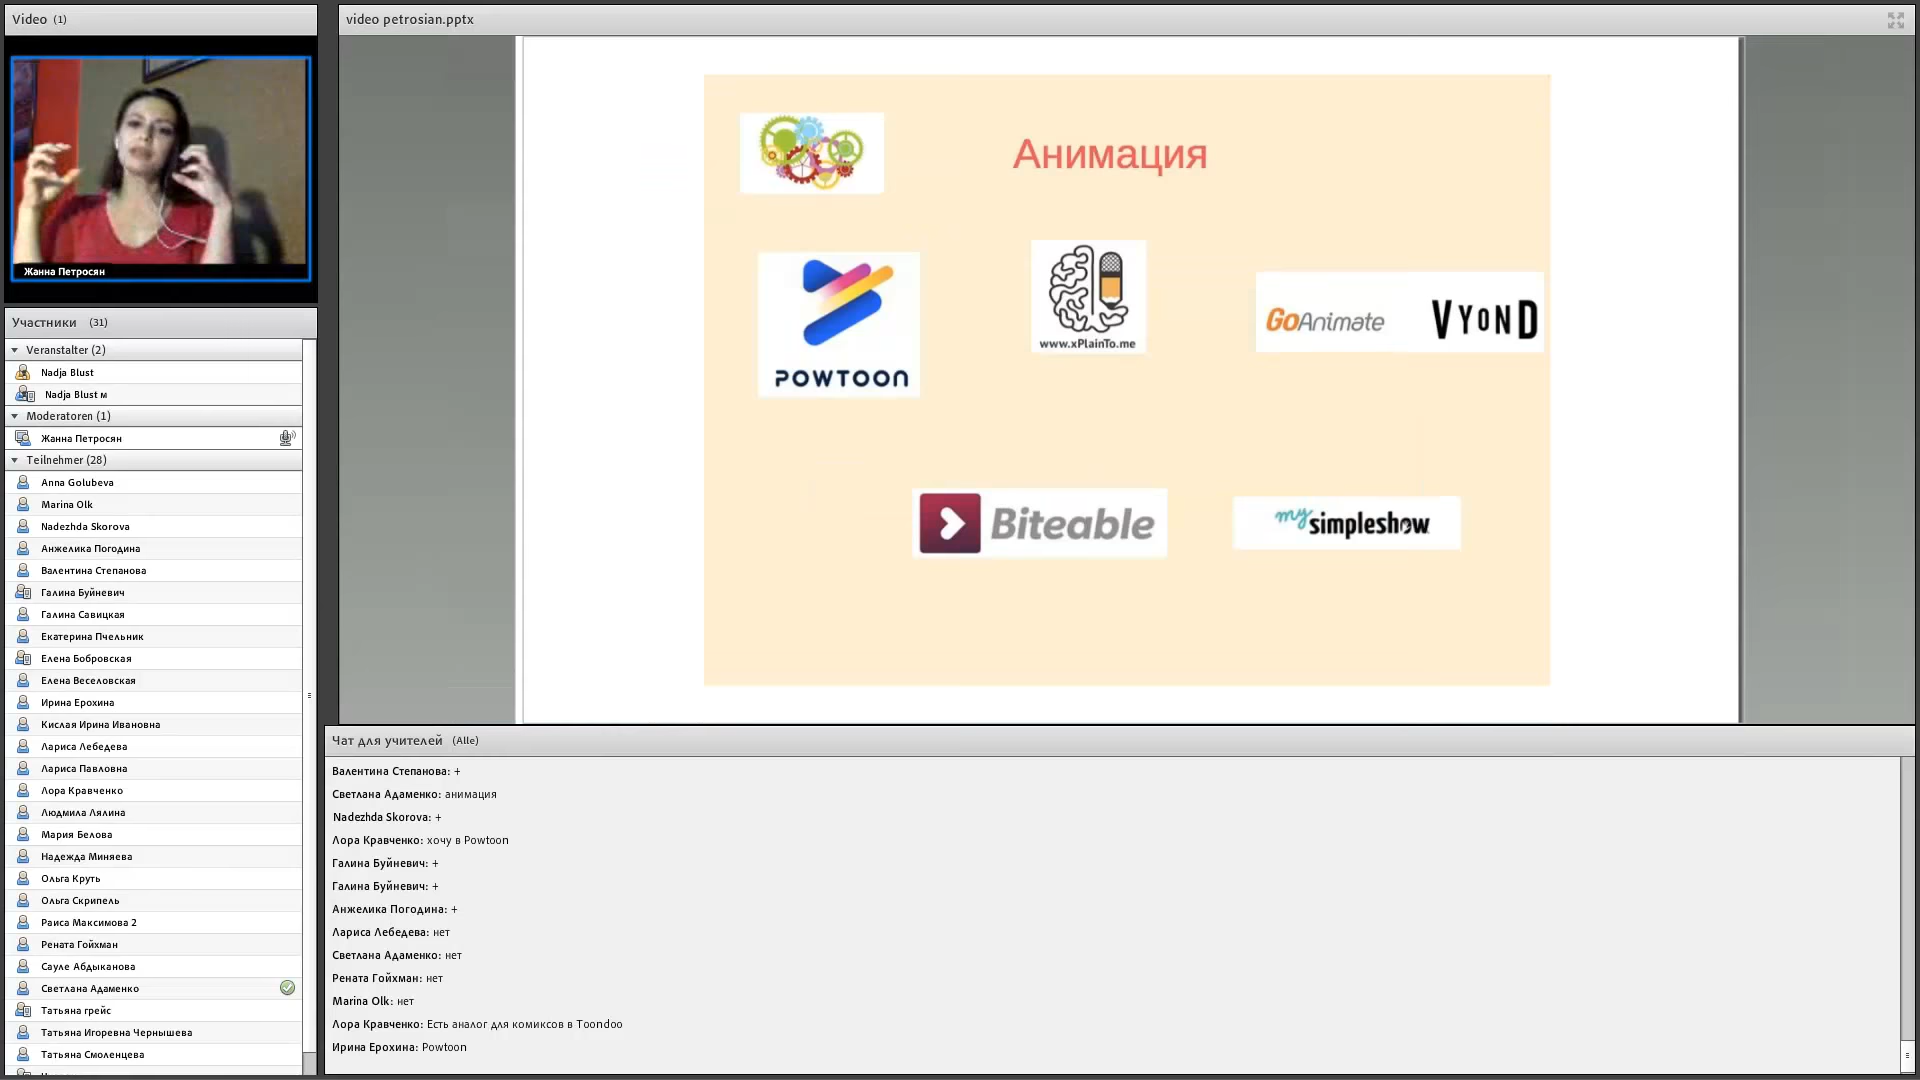 Video (1)
Жанна Петросян
Участники (31)
Veranstalter (2)
Nadja Blust
Nadja Blust м
Moderatoren (1)
Жанна Петросян
Teilnehmer (28)
Anna Golubeva
Marina Olk
Nadezhda Skorova
Анжелика Погодина
Валентина Степанова
Галина Буйневич
Галина Савицкая
Екатерина Пчельник
Елена Бобровская
Елена Веселовская
Ирина Ерохина
Кислая Ирина Ивановна
Лариса Лебедева
Лариса Павловна
Лора Кравченко
Людмила Лялина
Мария Белова
Надежда Миняева
Ольга Круть
Ольга Скрипель
Раиса Максимова 2
Рената Гойхман
Сауле Абдыканова
Светлана Адаменко
Татьяна грейс
Татьяна Игоревна Чернышева
Татьяна Смоленцева
video petrosian.pptx
Анимация
POWTOON
www.xPlainTo.me
GoAnimate VYOND
Biteable
my simpleshow
Чат для учителей (Alle)
Валентина Степанова: +
Светлана Адаменко: анимация
Nadezhda Skorova: +
Лора Кравченко: хочу в Powtoon
Галина Буйневич: +
Галина Буйневич: +
Анжелика Погодина: +
Лариса Лебедева: нет
Светлана Адаменко: нет
Рената Гойхман: нет
Marina Olk: нет
Лора Кравченко: Есть аналог для комиксов в Toondoo
Ирина Ерохина: Powtoon